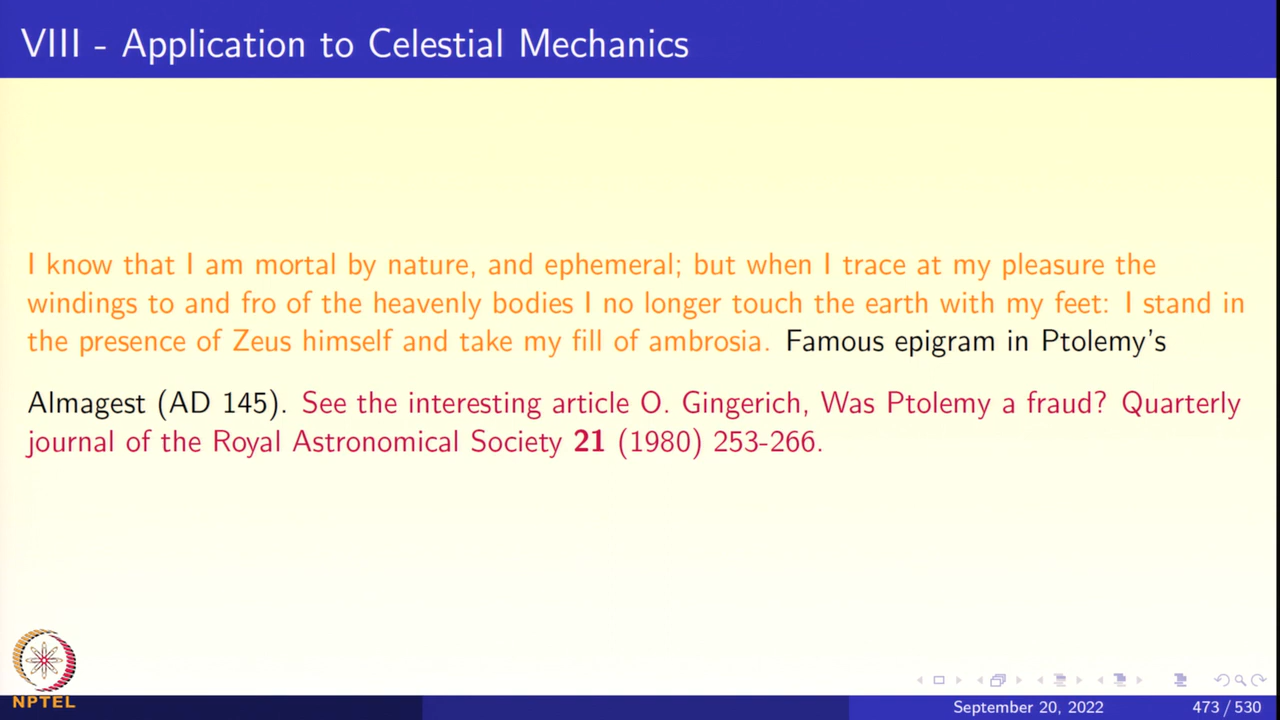 VIII - Application to Celestial Mechanics
I know that I am mortal by nature, and ephemeral; but when I trace at my pleasure the
windings to and fro of the heavenly bodies I no longer touch the earth with my feet: I stand in
the presence of Zeus himself and take my fill of ambrosia. Famous epigram in Ptolemy's
Almagest (AD 145). See the interesting article O. Gingerich, Was Ptolemy a fraud? Quarterly
journal of the Royal Astronomical Society 21 (1980) 253-266.
NPTEL
September 20, 2022 473 / 530